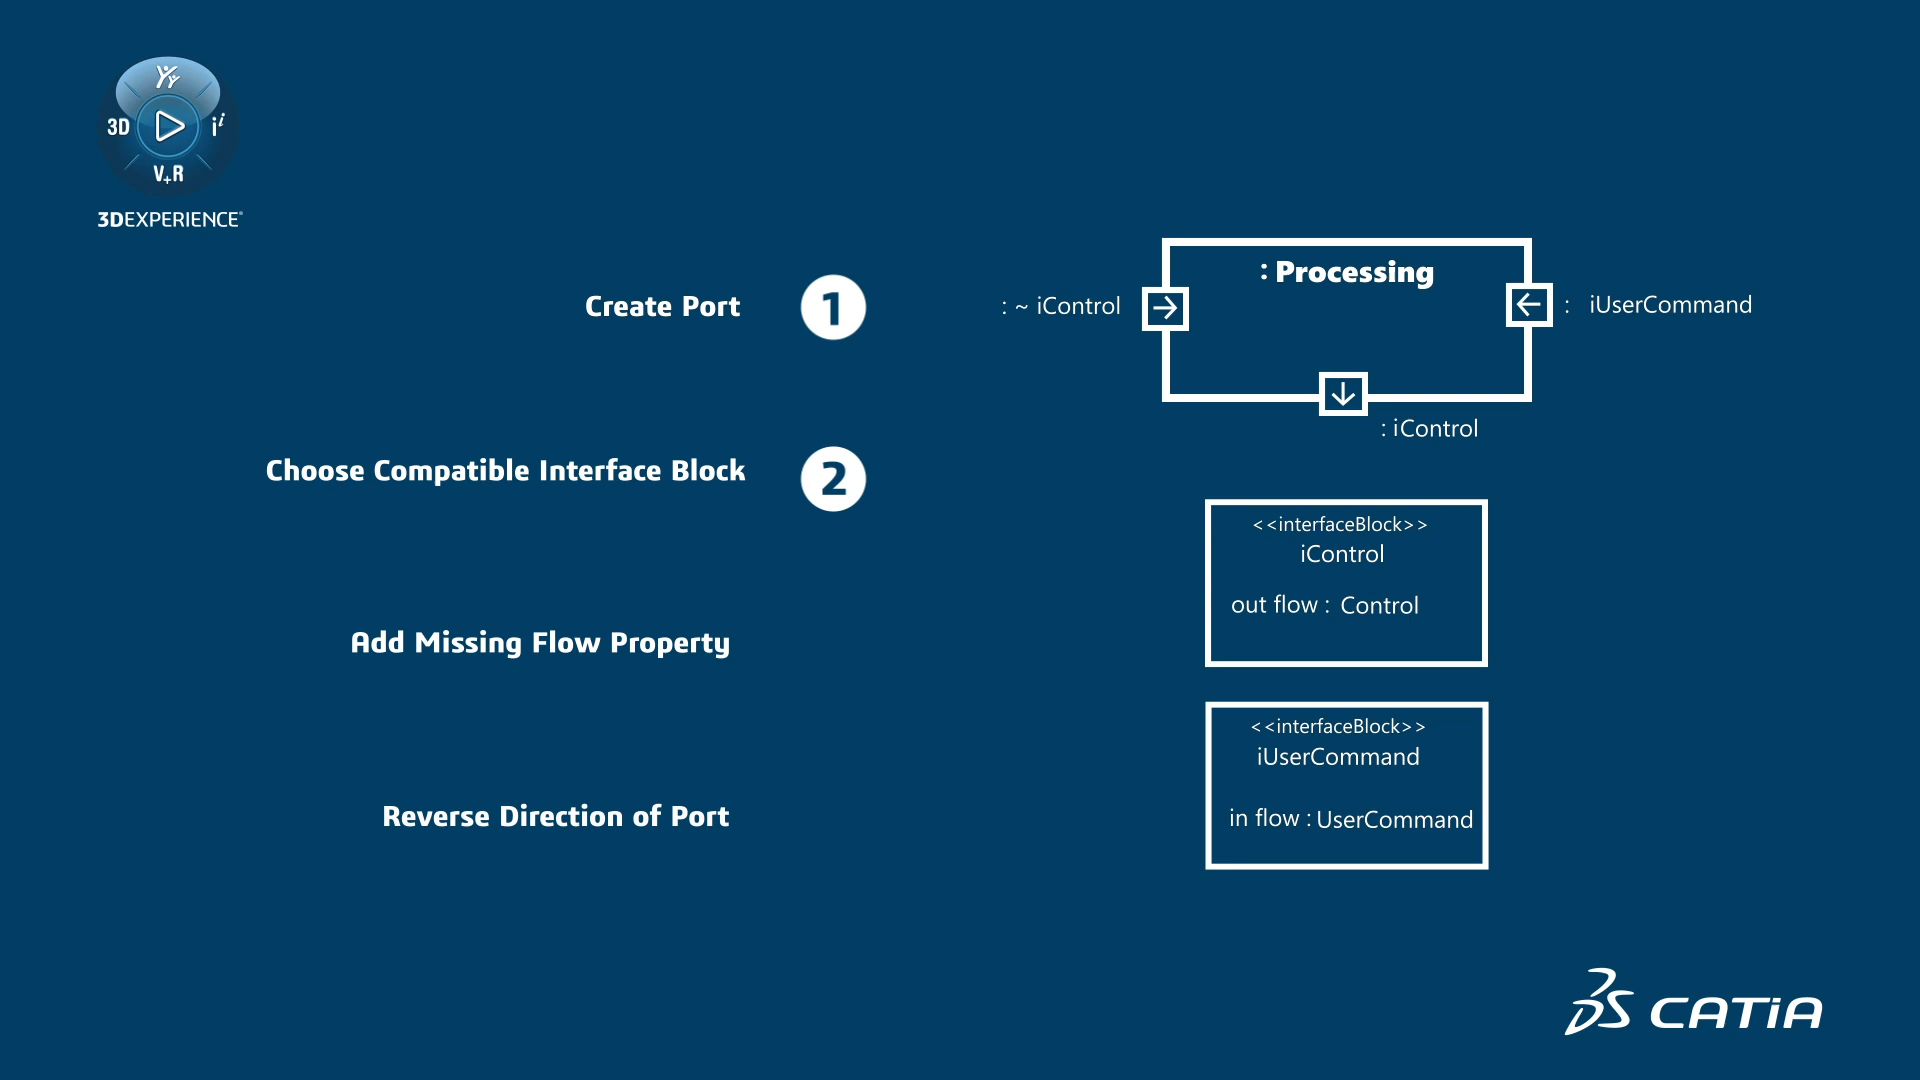 3D
i i
V+R
3DEXPERIENCE®
Create Port
1
Choose Compatible Interface Block
2
Add Missing Flow Property
Reverse Direction of Port
: Processing
: ~ iControl
: iUserCommand
: iControl
<<interfaceBlock>>
iControl
out flow : Control
<<interfaceBlock>>
iUserCommand
in flow : UserCommand
3DS CATIA